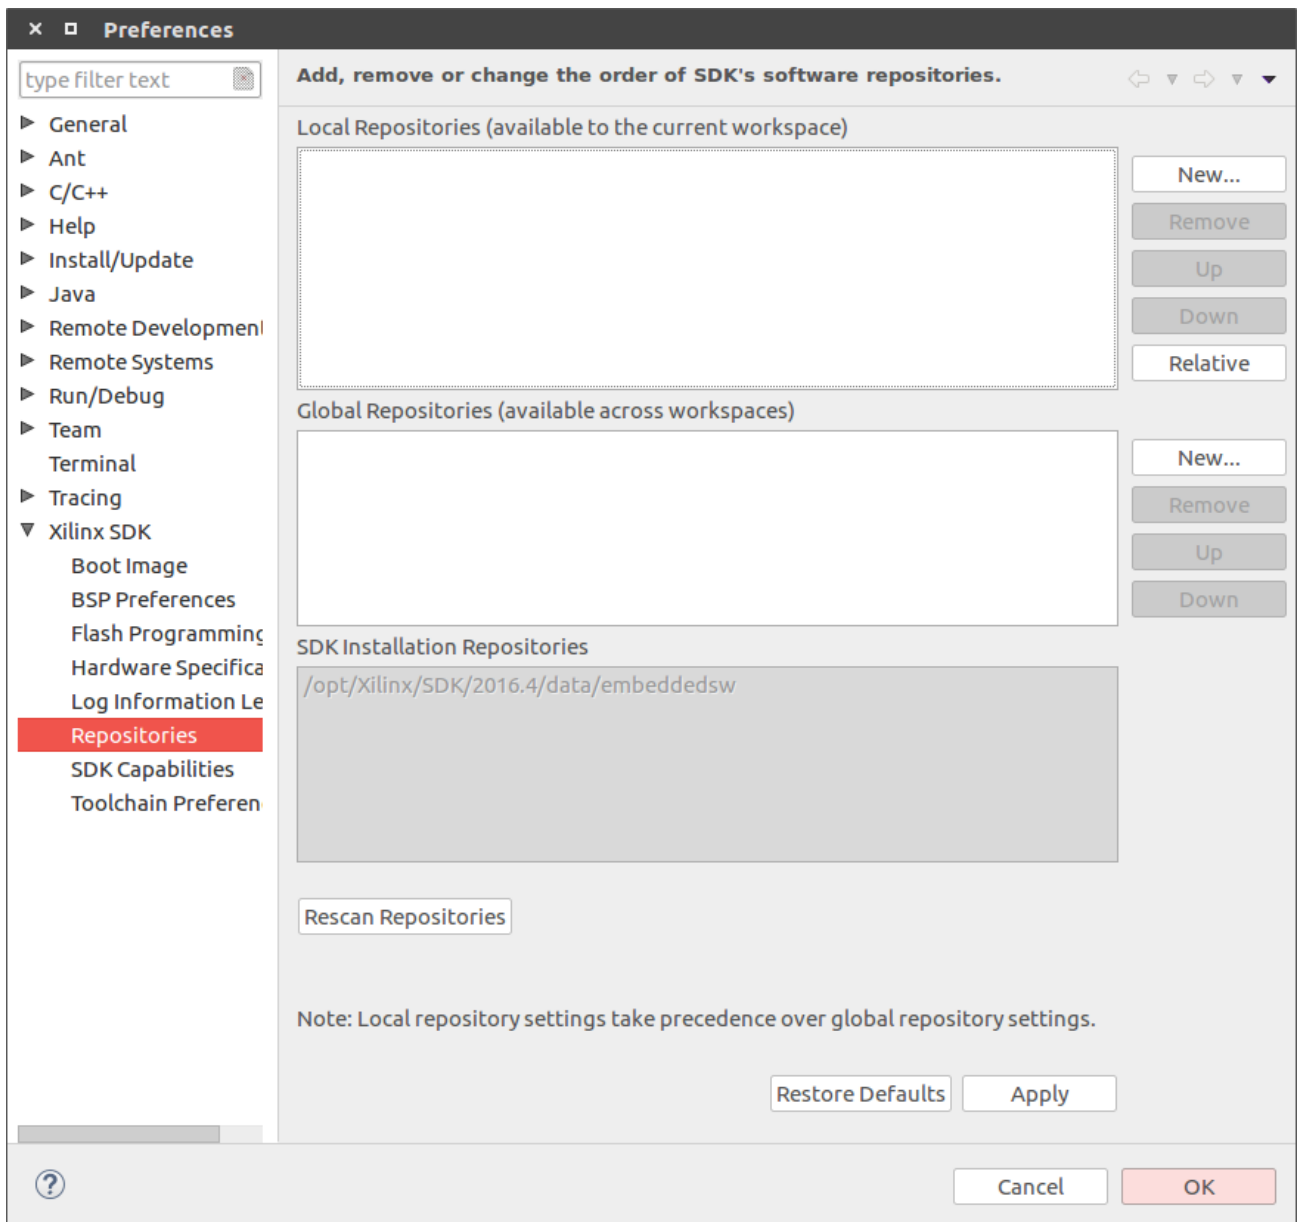 Preferences
type filter text
General
Ant
C/C++
Help
Install/Update
Java
Remote Development
Remote Systems
Run/Debug
Team
Terminal
Tracing
Xilinx SDK
Boot Image
BSP Preferences
Flash Programming
Hardware Specifica
Log Information Le
Repositories
SDK Capabilities
Toolchain Preferen
Add, remove or change the order of SDK's software repositories.
Local Repositories (available to the current workspace)
New...
Remove
Up
Down
Relative
Global Repositories (available across workspaces)
New...
Remove
Up
Down
SDK Installation Repositories
/opt/Xilinx/SDK/2016.4/data/embeddedsw
Rescan Repositories
Note: Local repository settings take precedence over global repository settings.
Restore Defaults
Apply
Cancel
OK